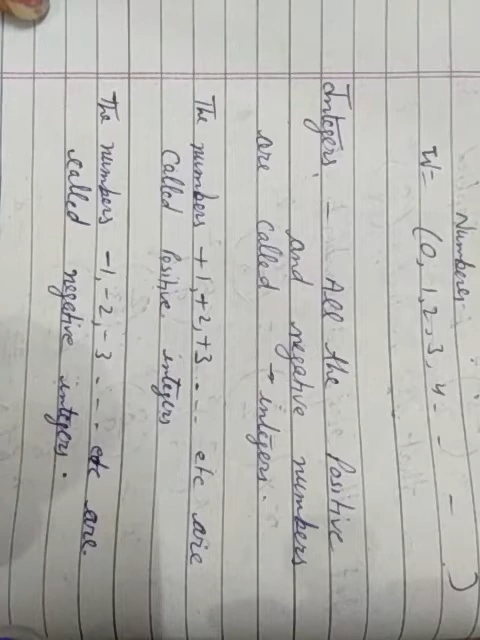 Numbers.
W= (0, 1, 2, 3, 4 - - - )
Integers - All the Positive
and negative numbers
are called → integers.
The numbers +1,+2,+3 - - - etc are
called Positive integers
The numbers -1,-2,-3 - - - etc are.
called negative integers.